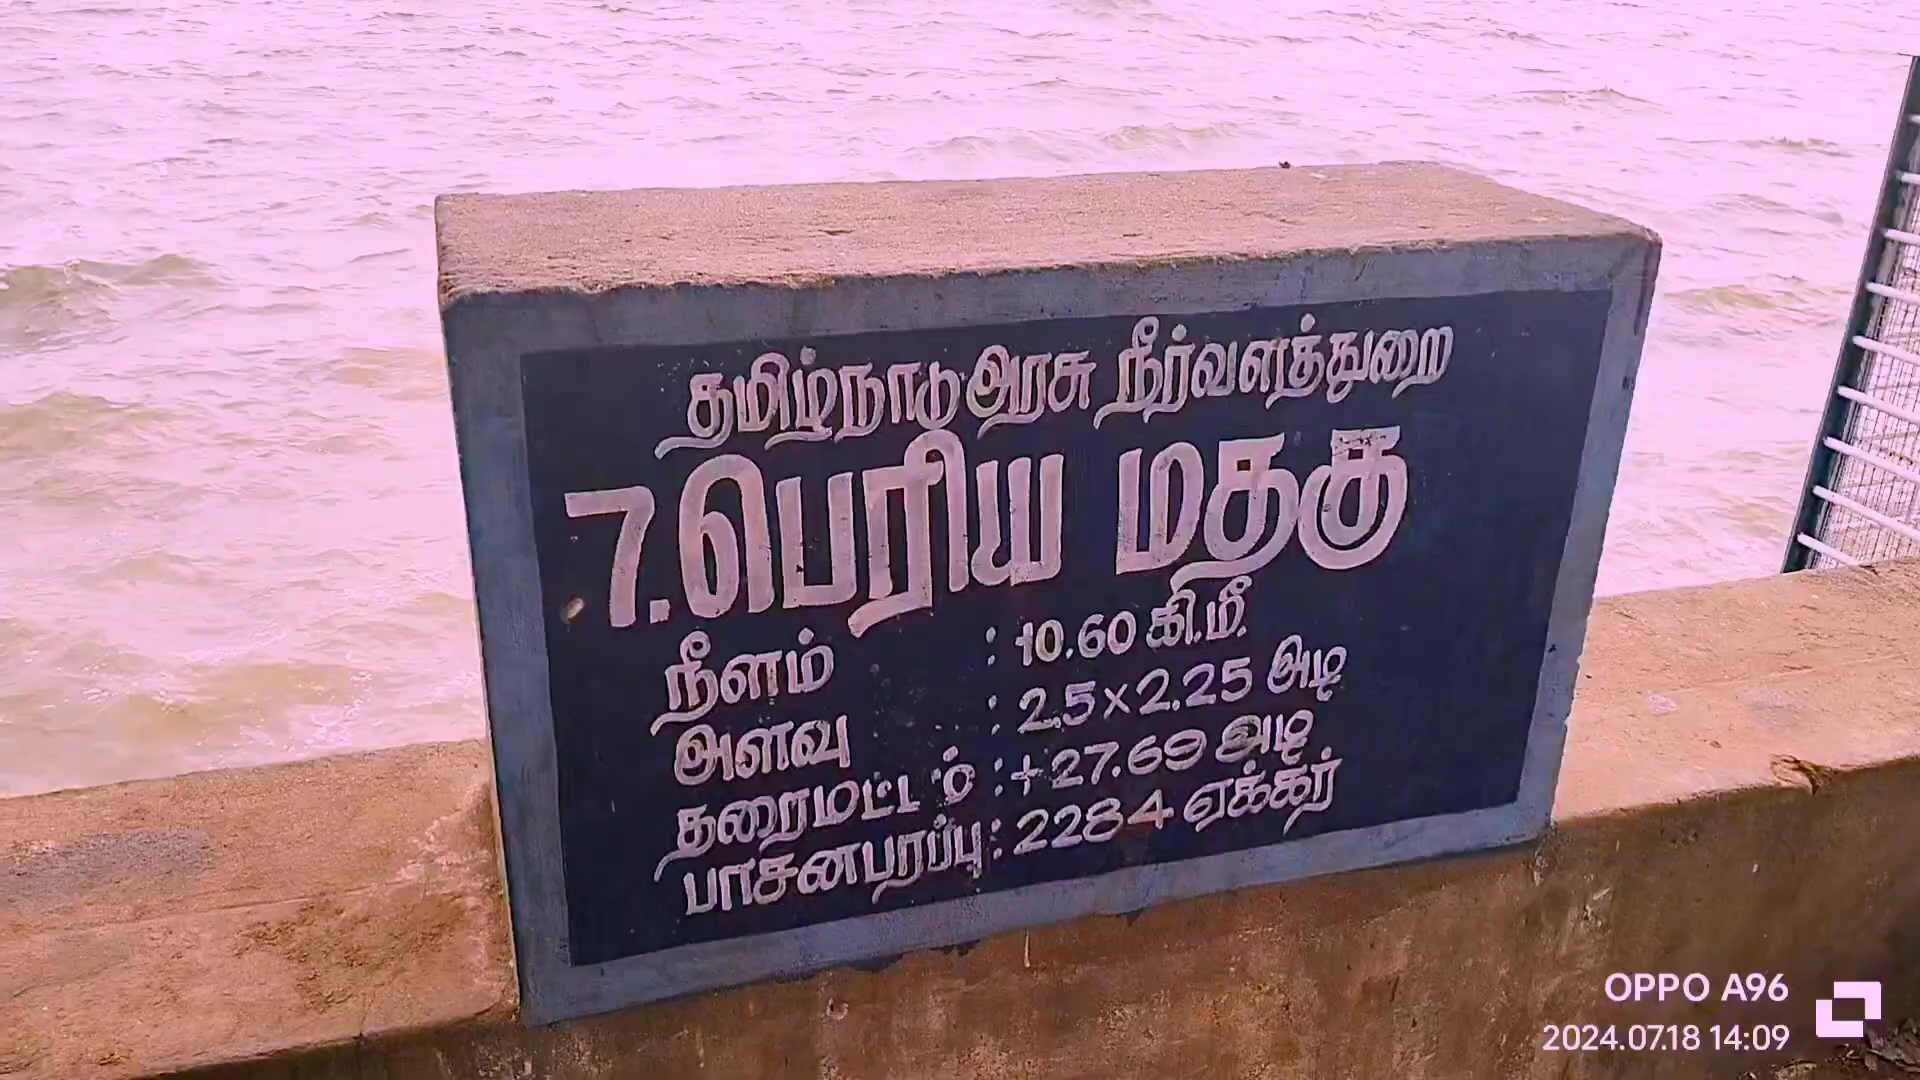 தமிழ்நாடு அரசு நீர்வளத்துறை
7.பெரிய மதகு
நீளம் : 10.60 கி.மீ.
அளவு : 2.5×2.25 அடி
தரைமட்டம் : +27.69 அடி
பாசனபரப்பு : 2284 ஏக்கர்
OPPO A96
2024.07.18 14:09